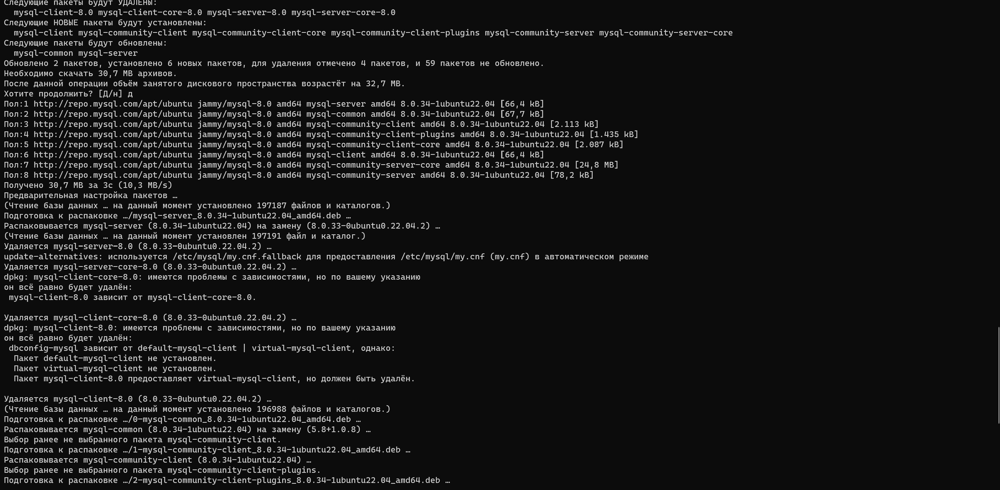 Следующие пакеты будут УДАЛЕНЫ:
  mysql-client-8.0 mysql-client-core-8.0 mysql-server-8.0 mysql-server-core-8.0
Следующие НОВЫЕ пакеты будут установлены:
  mysql-client mysql-community-client mysql-community-client-core mysql-community-client-plugins mysql-community-server mysql-community-server-core
Следующие пакеты будут обновлены:
  mysql-common mysql-server
Обновлено 2 пакетов, установлено 6 новых пакетов, для удаления отмечено 4 пакетов, и 59 пакетов не обновлено.
Необходимо скачать 30,7 MB архивов.
После данной операции объём занятого дискового пространства возрастёт на 32,7 MB.
Хотите продолжить? [Д/н] д
Пол:1 http://repo.mysql.com/apt/ubuntu jammy/mysql-8.0 amd64 mysql-server amd64 8.0.34-1ubuntu22.04 [66,4 kB]
Пол:2 http://repo.mysql.com/apt/ubuntu jammy/mysql-8.0 amd64 mysql-common amd64 8.0.34-1ubuntu22.04 [67,7 kB]
Пол:3 http://repo.mysql.com/apt/ubuntu jammy/mysql-8.0 amd64 mysql-community-client amd64 8.0.34-1ubuntu22.04 [2.113 kB]
Пол:4 http://repo.mysql.com/apt/ubuntu jammy/mysql-8.0 amd64 mysql-community-client-plugins amd64 8.0.34-1ubuntu22.04 [1.435 kB]
Пол:5 http://repo.mysql.com/apt/ubuntu jammy/mysql-8.0 amd64 mysql-community-client-core amd64 8.0.34-1ubuntu22.04 [2.087 kB]
Пол:6 http://repo.mysql.com/apt/ubuntu jammy/mysql-8.0 amd64 mysql-client amd64 8.0.34-1ubuntu22.04 [66,4 kB]
Пол:7 http://repo.mysql.com/apt/ubuntu jammy/mysql-8.0 amd64 mysql-community-server-core amd64 8.0.34-1ubuntu22.04 [24,8 MB]
Пол:8 http://repo.mysql.com/apt/ubuntu jammy/mysql-8.0 amd64 mysql-community-server amd64 8.0.34-1ubuntu22.04 [78,2 kB]
Получено 30,7 MB за 3с (10,3 MB/s)
Предварительная настройка пакетов …
(Чтение базы данных … на данный момент установлено 197187 файлов и каталогов.)
Подготовка к распаковке …/mysql-server_8.0.34-1ubuntu22.04_amd64.deb …
Распаковывается mysql-server (8.0.34-1ubuntu22.04) на замену (8.0.33-0ubuntu0.22.04.2) …
(Чтение базы данных … на данный момент установлен 197191 файл и каталог.)
Удаляется mysql-server-8.0 (8.0.33-0ubuntu0.22.04.2) …
update-alternatives: используется /etc/mysql/my.cnf.fallback для предоставления /etc/mysql/my.cnf (my.cnf) в автоматическом режиме
Удаляется mysql-server-core-8.0 (8.0.33-0ubuntu0.22.04.2) …
dpkg: mysql-client-core-8.0: имеются проблемы с зависимостями, но по вашему указанию
он всё равно будет удалён:
 mysql-client-8.0 зависит от mysql-client-core-8.0.

Удаляется mysql-client-core-8.0 (8.0.33-0ubuntu0.22.04.2) …
dpkg: mysql-client-8.0: имеются проблемы с зависимостями, но по вашему указанию
он всё равно будет удалён:
 dbconfig-mysql зависит от default-mysql-client | virtual-mysql-client, однако:
  Пакет default-mysql-client не установлен.
  Пакет virtual-mysql-client не установлен.
  Пакет mysql-client-8.0 предоставляет virtual-mysql-client, но должен быть удалён.

Удаляется mysql-client-8.0 (8.0.33-0ubuntu0.22.04.2) …
(Чтение базы данных … на данный момент установлено 196988 файлов и каталогов.)
Подготовка к распаковке …/0-mysql-common_8.0.34-1ubuntu22.04_amd64.deb …
Распаковывается mysql-common (8.0.34-1ubuntu22.04) на замену (5.8+1.0.8) …
Выбор ранее не выбранного пакета mysql-community-client.
Подготовка к распаковке …/1-mysql-community-client_8.0.34-1ubuntu22.04_amd64.deb …
Распаковывается mysql-community-client (8.0.34-1ubuntu22.04) …
Выбор ранее не выбранного пакета mysql-community-client-plugins.
Подготовка к распаковке …/2-mysql-community-client-plugins_8.0.34-1ubuntu22.04_amd64.deb …